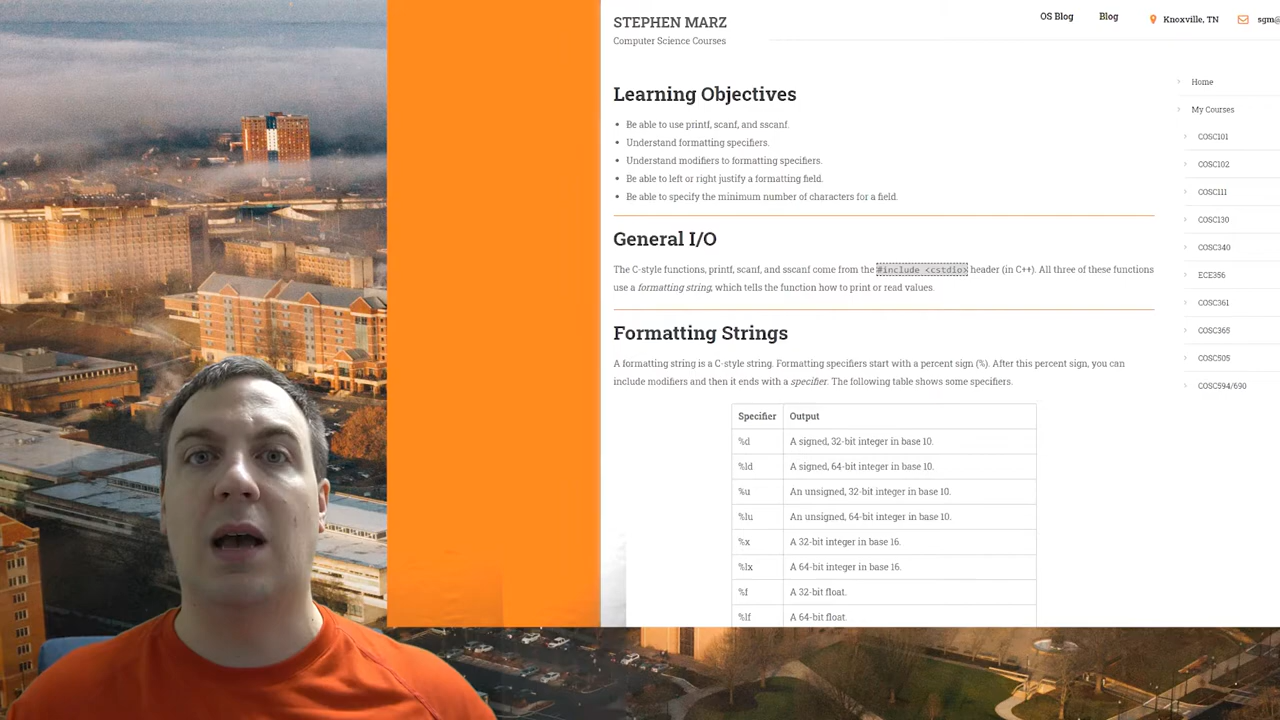 STEPHEN MARZ
Computer Science Courses
OS Blog
Blog
Knoxville, TN
sgm@
Learning Objectives
• Be able to use printf, scanf, and sscanf.
• Understand formatting specifiers.
• Understand modifiers to formatting specifiers.
• Be able to left or right justify a formatting field.
• Be able to specify the minimum number of characters for a field.
General I/O
The C-style functions, printf, scanf, and sscanf come from the #include <cstdio> header (in C++). All three of these functions
use a formatting string, which tells the function how to print or read values.
Formatting Strings
A formatting string is a C-style string. Formatting specifiers start with a percent sign (%). After this percent sign, you can
include modifiers and then it ends with a specifier. The following table shows some specifiers.
Specifier Output
%d A signed, 32-bit integer in base 10.
%ld A signed, 64-bit integer in base 10.
%u An unsigned, 32-bit integer in base 10.
%lu An unsigned, 64-bit integer in base 10.
%x A 32-bit integer in base 16.
%lx A 64-bit integer in base 16.
%f A 32-bit float.
%lf A 64-bit float.
Home
My Courses
COSC101
COSC102
COSC111
COSC130
COSC340
ECE356
COSC361
COSC365
COSC505
COSC594/690